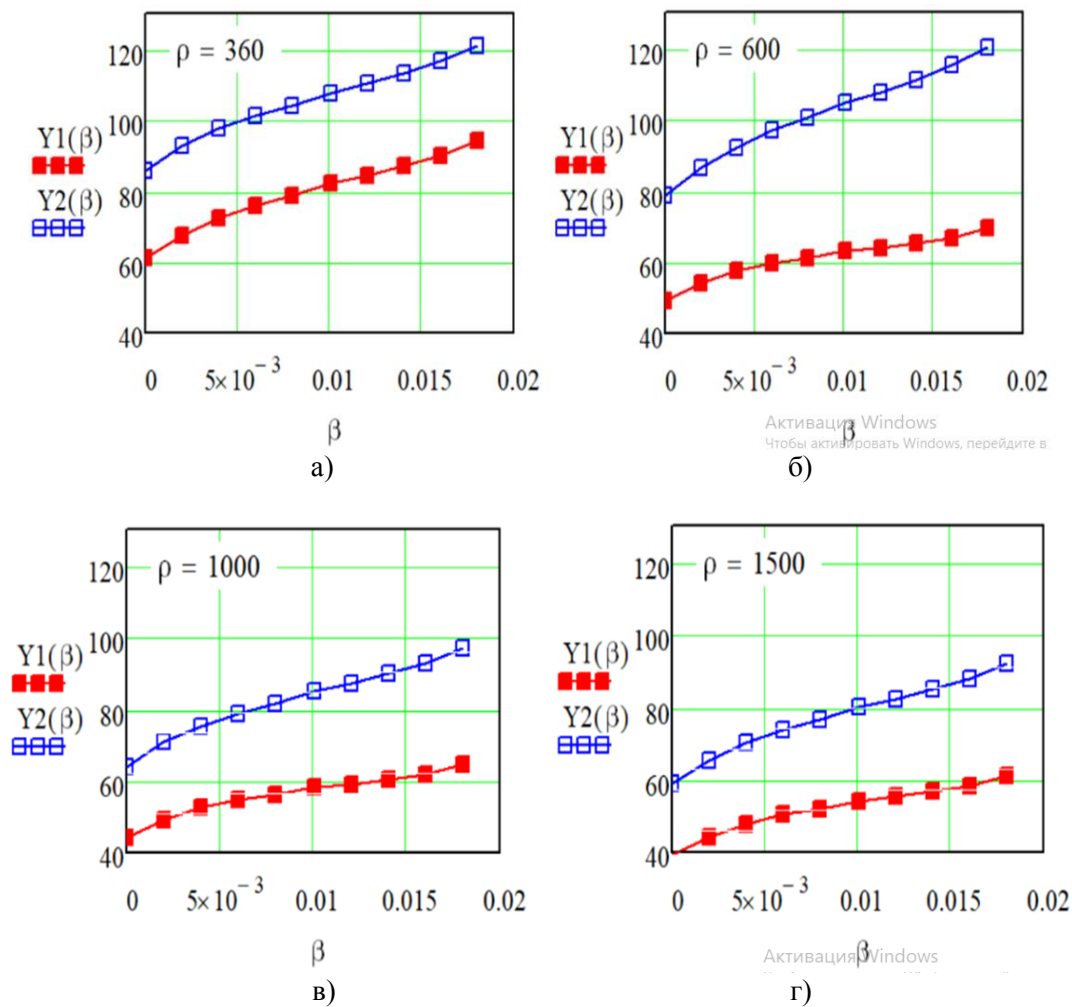 120
ρ = 360
100
Y1(β)
80
Y2(β)
60
40
0 5×10⁻³ 0.01 0.015 0.02
β
а)
120
ρ = 600
100
Y1(β)
80
Y2(β)
60
40
0 5×10⁻³ 0.01 0.015 0.02
β
Активация Windows
Чтобы активировать Windows, перейдите в
б)
120
ρ = 1000
100
Y1(β)
80
Y2(β)
60
40
0 5×10⁻³ 0.01 0.015 0.02
β
в)
120
ρ = 1500
100
Y1(β)
80
Y2(β)
60
40
0 5×10⁻³ 0.01 0.015 0.02
β
Активация Windows
г)